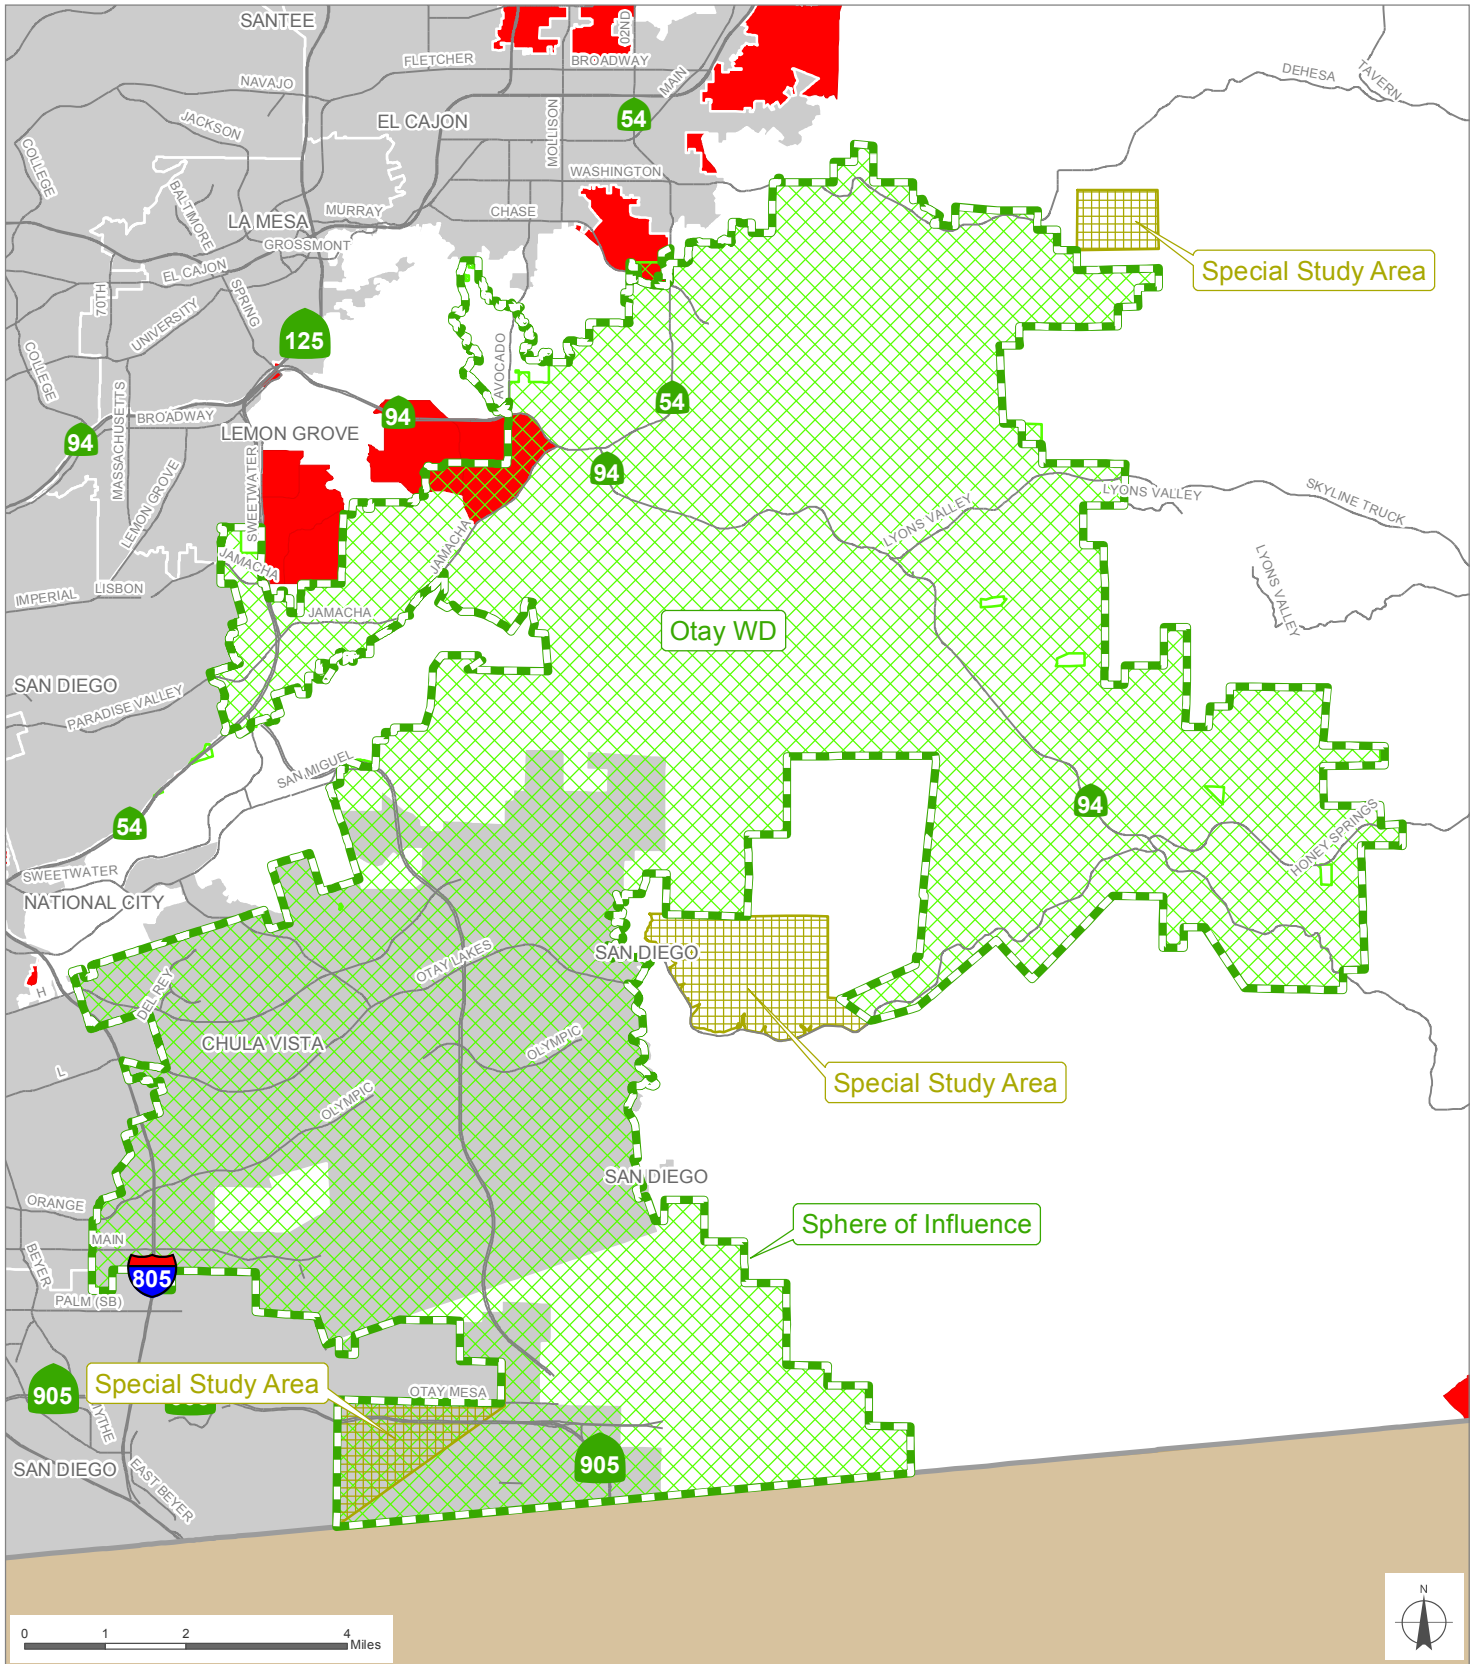 SANTEE
02ND
FLETCHER
BROADWAY
NAVAJO
MAIN
DEHESA
TAVERN
JACKSON
EL CAJON
54
MOLLISON
COLLEGE
WASHINGTON
BALTIMORE
LA MESA
MURRAY
CHASE
GROSSMONT
EL CAJON
Special Study Area
70TH
SPRING
UNIVERSITY
125
COLLEGE
AVOCADO
MASSACHUSETTS
54
94
BROADWAY
94
LEMON GROVE
94
SWEETWATER
LEMON GROVE
LYONS VALLEY
LYONS VALLEY
SKYLINE TRUCK
JAMACHA
JAMACHA
LYONS VALLEY
IMPERIAL
LISBON
JAMACHA
Otay WD
SAN DIEGO
PARADISE VALLEY
SAN MIGUEL
54
94
HONEY SPRINGS
SWEETWATER
NATIONAL CITY
SAN DIEGO
OTAY LAKES
DEL REY
H
CHULA VISTA
OLYMPIC
L
Special Study Area
OLYMPIC
SAN DIEGO
ORANGE
Sphere of Influence
MAIN
BEYER
805
PALM (SB)
Special Study Area
OTAY MESA
905
YTHE
905
SAN DIEGO
EAST BEYER
N
0 1 2 4
Miles